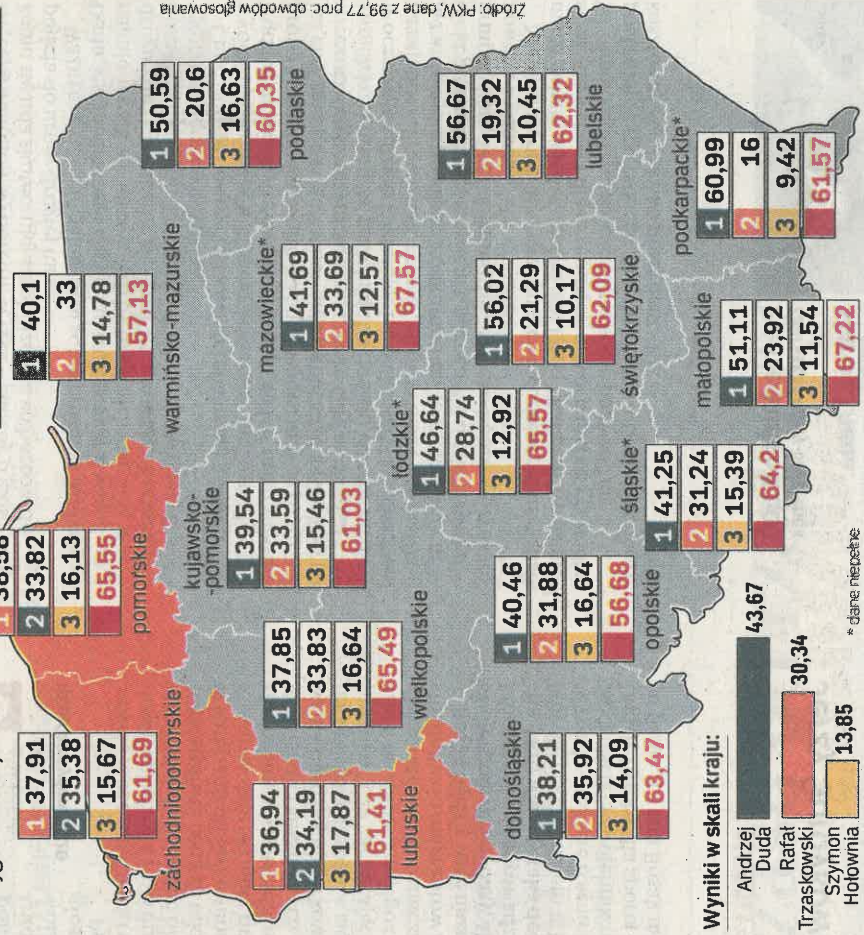 Źródło: PKW, dane z 99,77 proc. obwodów głosowania
1 37,91
2 35,38
3 15,67
61,69
zachodniopomorskie
2 33,82
3 16,13
65,55
pomorskie
1 40,1
2 33
3 14,78
57,13
warmińsko-mazurskie
1 50,59
2 20,6
3 16,63
60,35
podlaskie
1 36,94
2 34,19
3 17,87
61,41
lubuskie
1 37,85
2 33,83
3 16,64
65,49
wielkopolskie
kujawsko-
-pomorskie
1 39,54
2 33,59
3 15,46
61,03
mazowieckie*
1 41,69
2 33,69
3 12,57
67,57
łódzkie*
1 46,64
2 28,74
3 12,92
65,57
1 56,67
2 19,32
3 10,45
62,32
lubelskie
dolnośląskie
1 38,21
2 35,92
3 14,09
63,47
1 40,46
2 31,88
3 16,64
56,68
opolskie
śląskie*
1 41,25
2 31,24
3 15,39
64,2
1 56,02
2 21,29
3 10,17
62,09
świętokrzyskie
małopolskie
1 51,11
2 23,92
3 11,54
67,22
podkarpackie*
1 60,99
2 16
3 9,42
61,57
Wyniki w skali kraju:
Andrzej
Duda 43,67
Rafał
Trzaskowski 30,34
Szymon
Hołownia 13,85
* dane niepełne